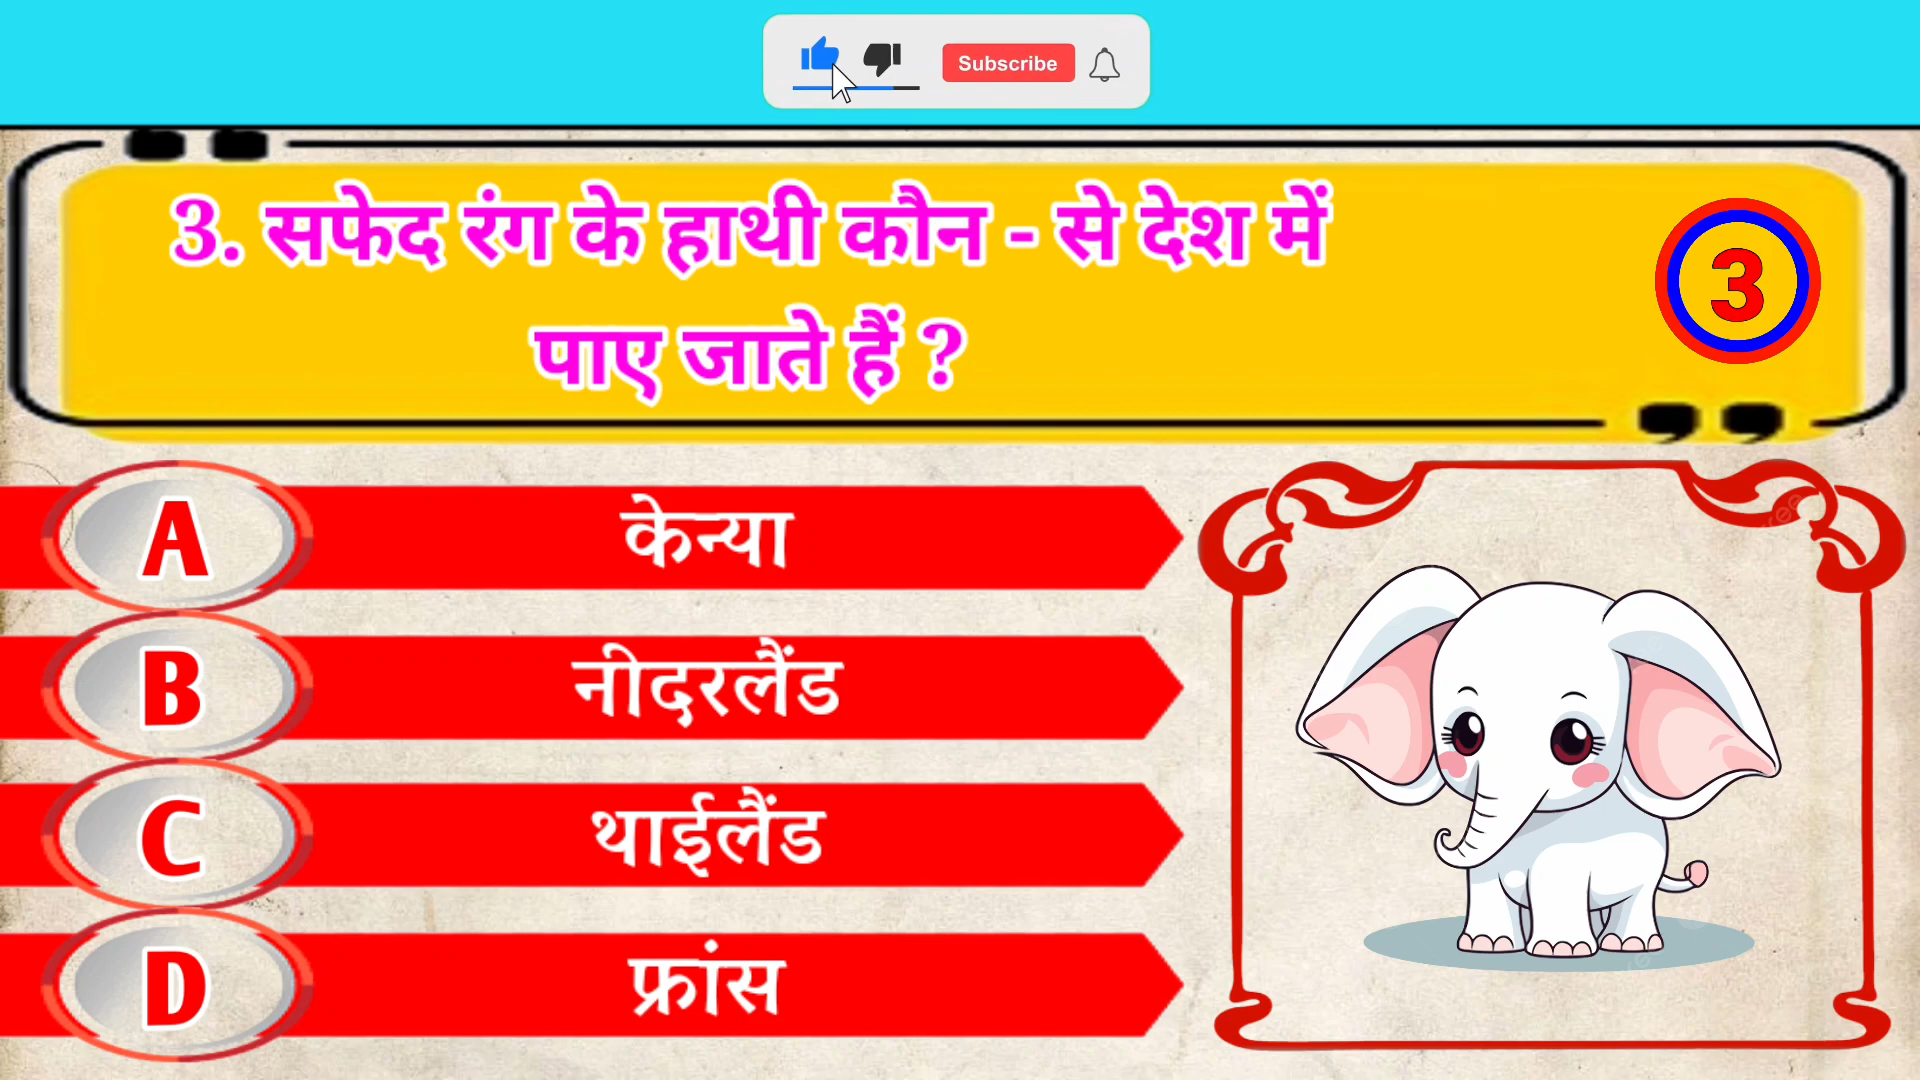 Subscribe
3. सफेद रंग के हाथी कौन - से देश में
पाए जाते हैं ?
3
A केन्या
B नीदरलैंड
C थाईलैंड
D फ्रांस